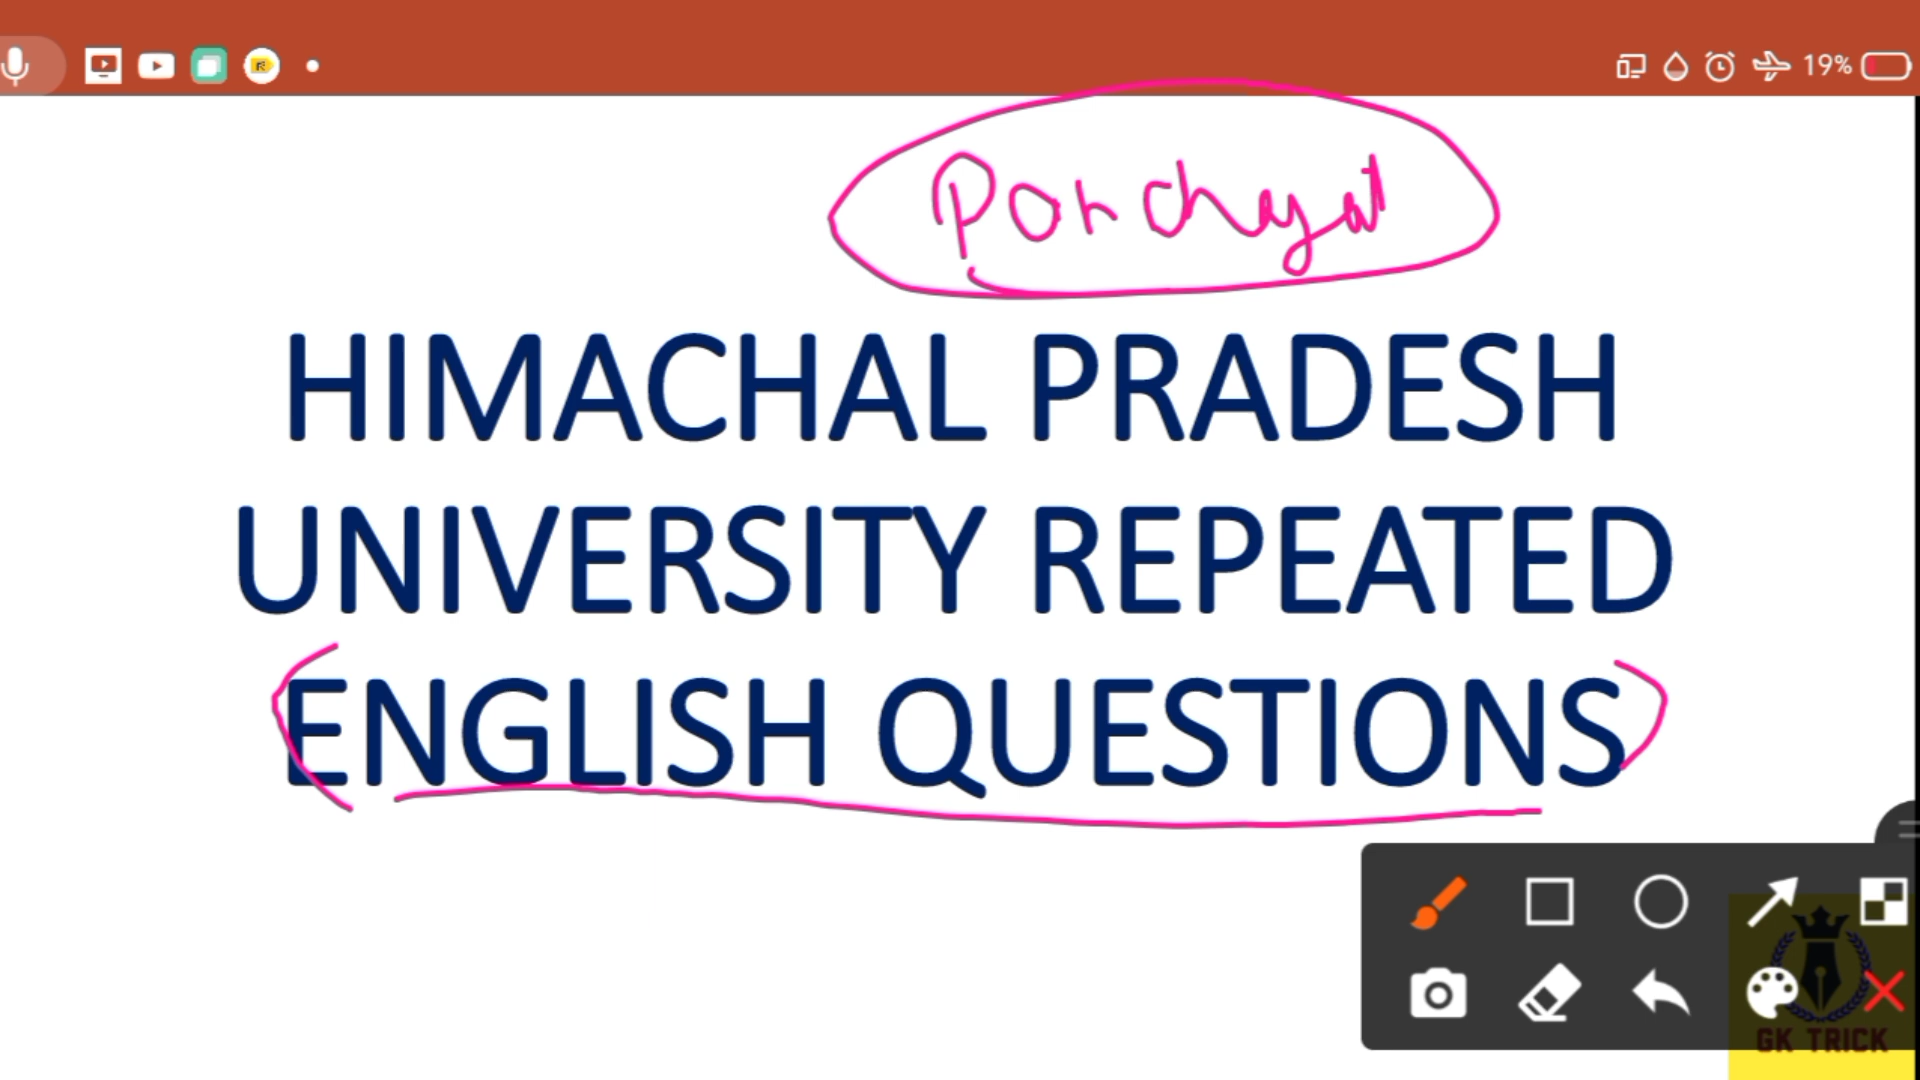 19%
Panchayat
HIMACHAL PRADESH
UNIVERSITY REPEATED
ENGLISH QUESTIONS
GK TRICK